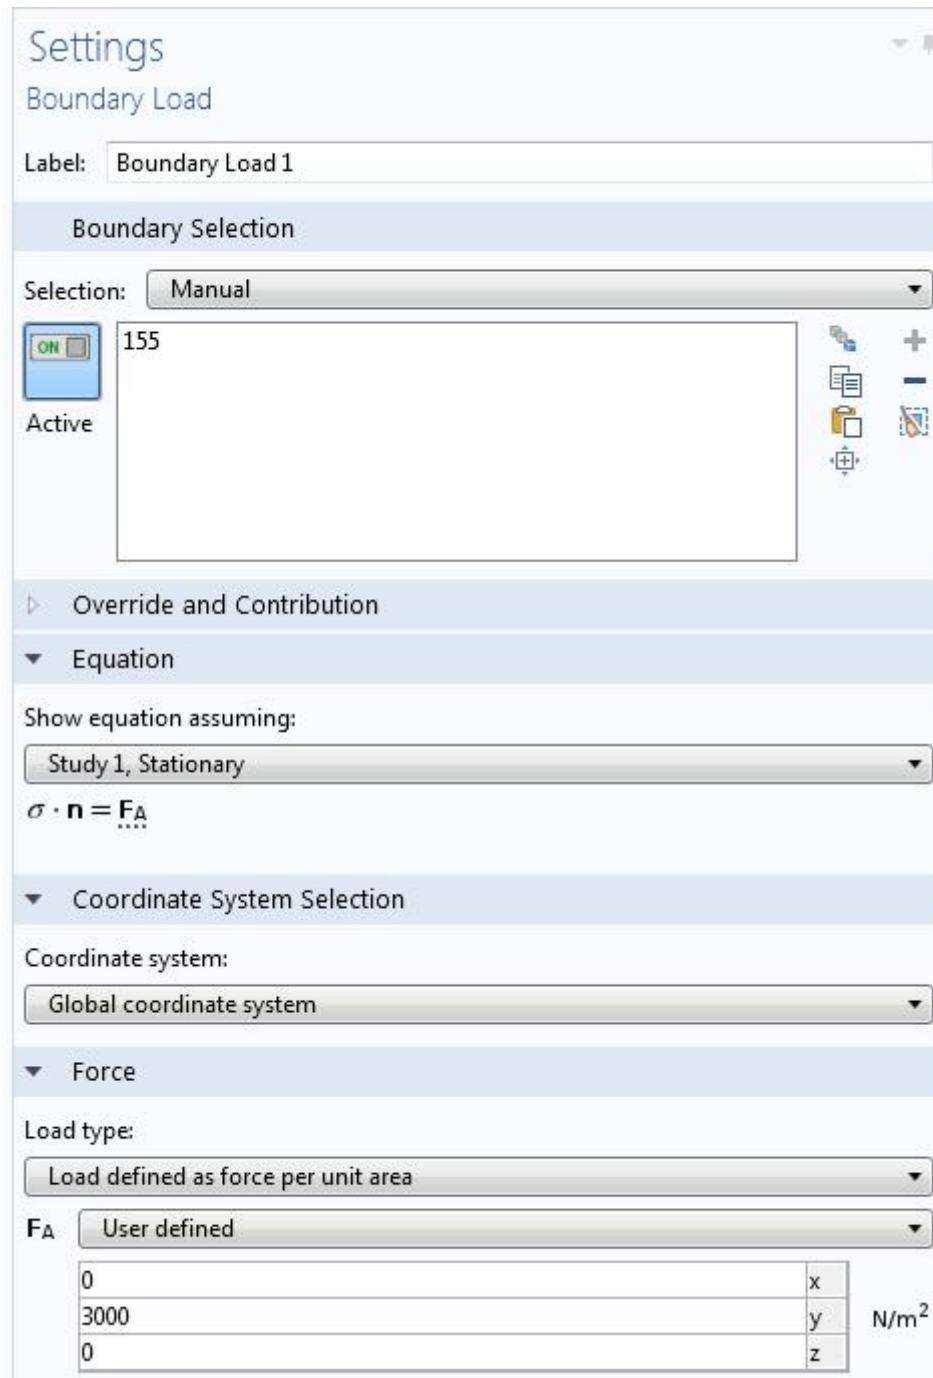 Settings
Boundary Load
Label: Boundary Load 1
Boundary Selection
Selection: Manual
ON
155
Active
Override and Contribution
Equation
Show equation assuming:
Study 1, Stationary
σ · n = FA
Coordinate System Selection
Coordinate system:
Global coordinate system
Force
Load type:
Load defined as force per unit area
FA User defined
0 x
3000 y N/m²
0 z